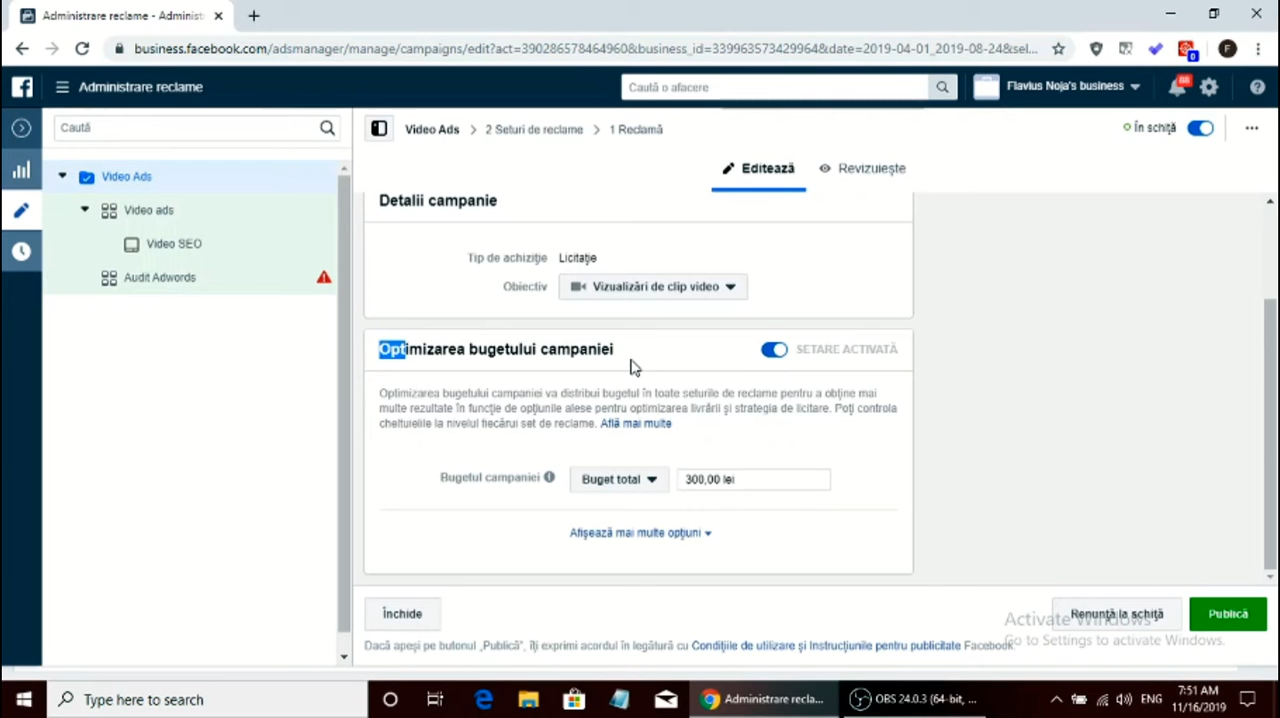 Administrare reclame - Administ
business.facebook.com/adsmanager/manage/campaigns/edit?act=390286578464960&business_id=339963573429964&date=2019-04-01_2019-08-24&sel...
F
Administrare reclame
Caută o afacere
Flavius Noja's business
Caută
Video Ads
2 Seturi de reclame
1 Reclamă
În schiță
Editează
Revizuiește
Video Ads
Video ads
Video SEO
Audit Adwords
Detalii campanie
Tip de achiziție Licitație
Obiectiv Vizualizări de clip video
Optimizarea bugetului campaniei
SETARE ACTIVATĂ
Optimizarea bugetului campaniei va distribui bugetul în toate seturile de reclame pentru a obține mai
multe rezultate în funcție de opțiunile alese pentru optimizarea livrării și strategia de licitare. Poți controla
cheltuielile la nivelul fiecărui set de reclame. Află mai multe
Bugetul campaniei Buget total 300,00 lei
Afișează mai multe opțiuni
Închide
Renunță la schiță
Publică
Activate Windows
Go to Settings to activate Windows.
Dacă apeși pe butonul „Publică", îți exprimi acordul în legătură cu Condițiile de utilizare și Instrucțiunile pentru publicitate Facebook.
Type here to search
Administrare recla...
OBS 24.0.3 (64-bit, ...
ENG
7:51 AM
11/16/2019